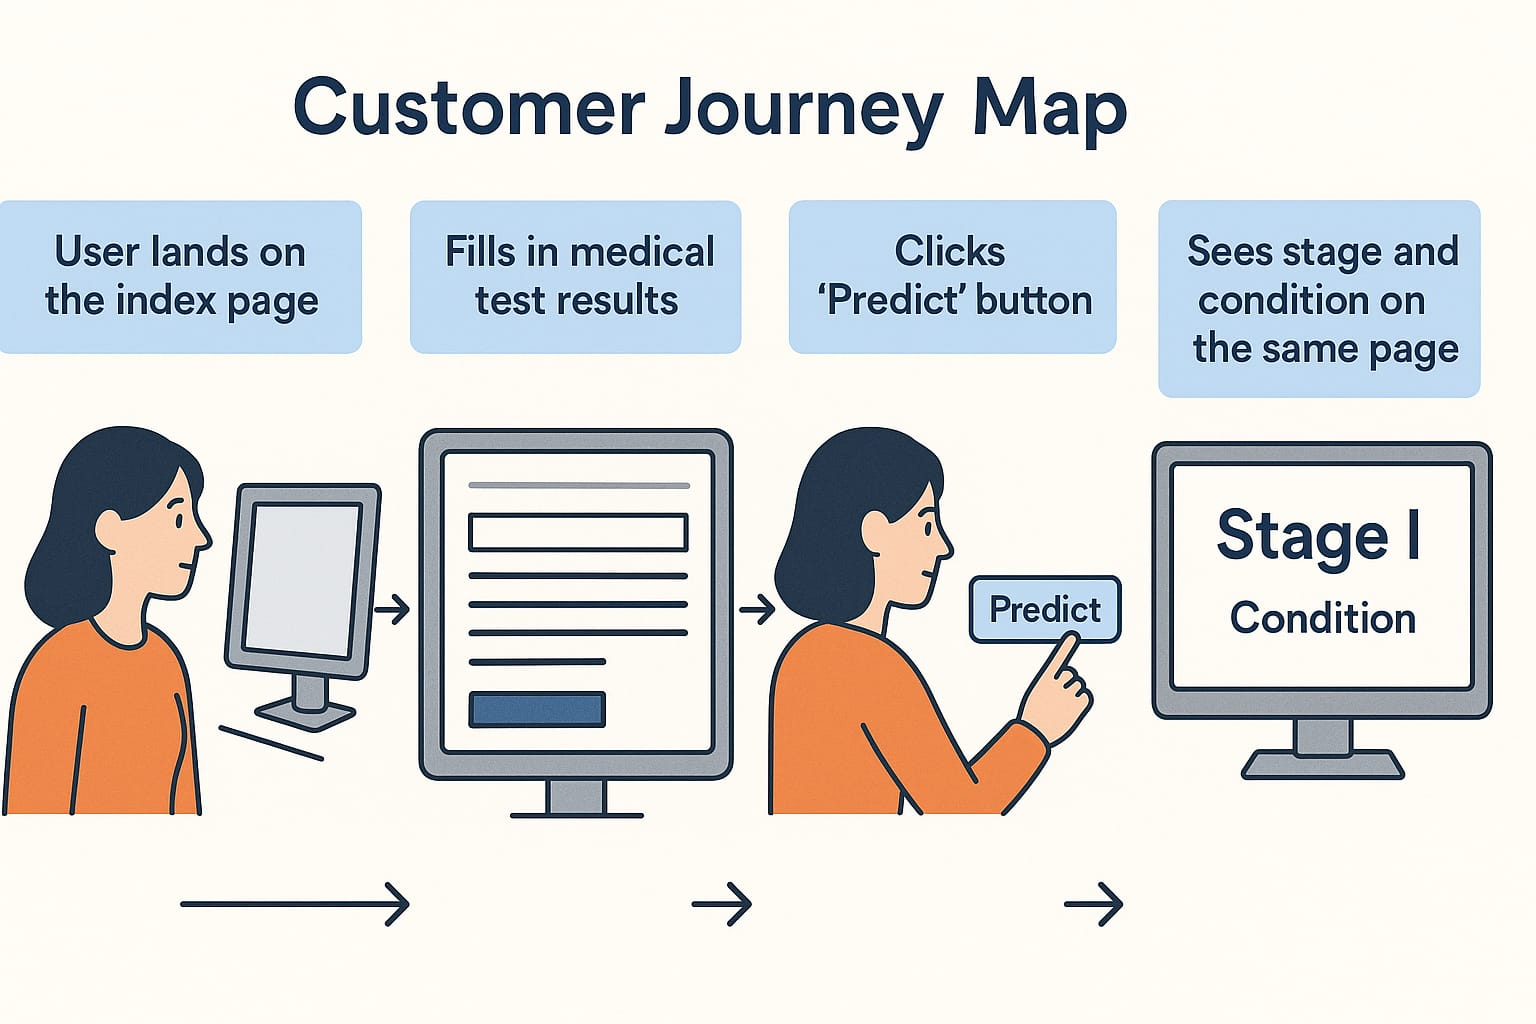 Customer Journey Map
User lands on
the index page
Fills in medical
test results
Clicks
‘Predict’ button
Sees stage and
condition on
the same page
Predict
Stage I
Condition